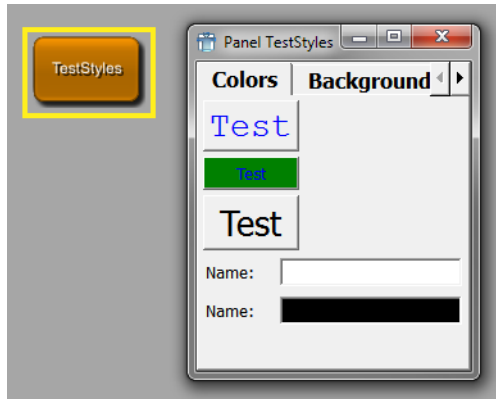 TestStyles
Panel TestStyles
Colors
Background
Test
Test
Test
Name:
Name: